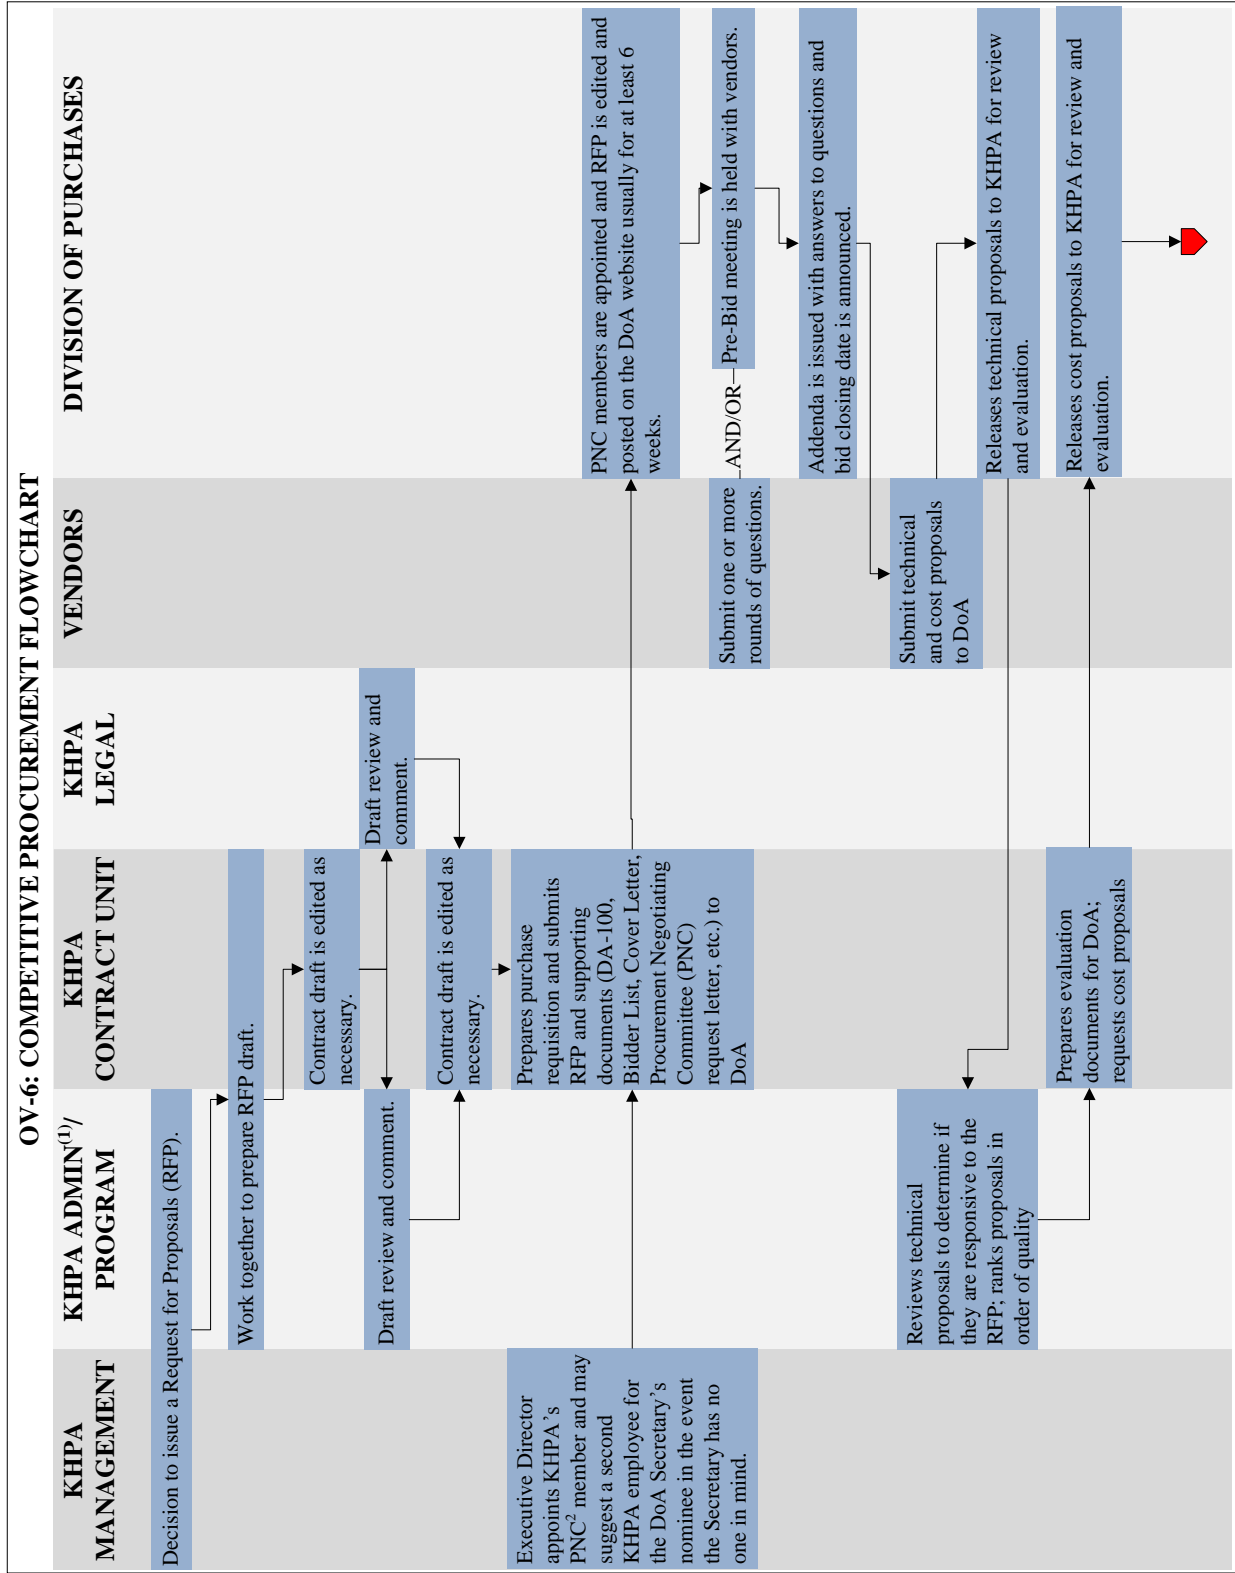 OV-6: COMPETITIVE PROCUREMENT FLOWCHART
KHPA
MANAGEMENT
KHPA ADMIN(1)/
PROGRAM
KHPA
CONTRACT UNIT
KHPA
LEGAL
VENDORS
DIVISION OF PURCHASES
Decision to issue a Request for Proposals (RFP).
Work together to prepare RFP draft.
Contract draft is edited as
necessary.
Draft review and comment.
Draft review and
comment.
Contract draft is edited as
necessary.
Executive Director
appoints KHPA's
PNC2 member and may
suggest a second
KHPA employee for
the DoA Secretary's
nominee in the event
the Secretary has no
one in mind.
Prepares purchase
requisition and submits
RFP and supporting
documents (DA-100,
Bidder List, Cover Letter,
Procurement Negotiating
Committee (PNC)
request letter, etc.) to
DoA
PNC members are appointed and RFP is edited and
posted on the DoA website usually for at least 6
weeks.
Submit one or more
rounds of questions.
AND/OR
Pre-Bid meeting is held with vendors.
Addenda is issued with answers to questions and
bid closing date is announced.
Submit technical
and cost proposals
to DoA
Releases technical proposals to KHPA for review
and evaluation.
Reviews technical
proposals to determine if
they are responsive to the
RFP; ranks proposals in
order of quality
Prepares evaluation
documents for DoA;
requests cost proposals
Releases cost proposals to KHPA for review and
evaluation.